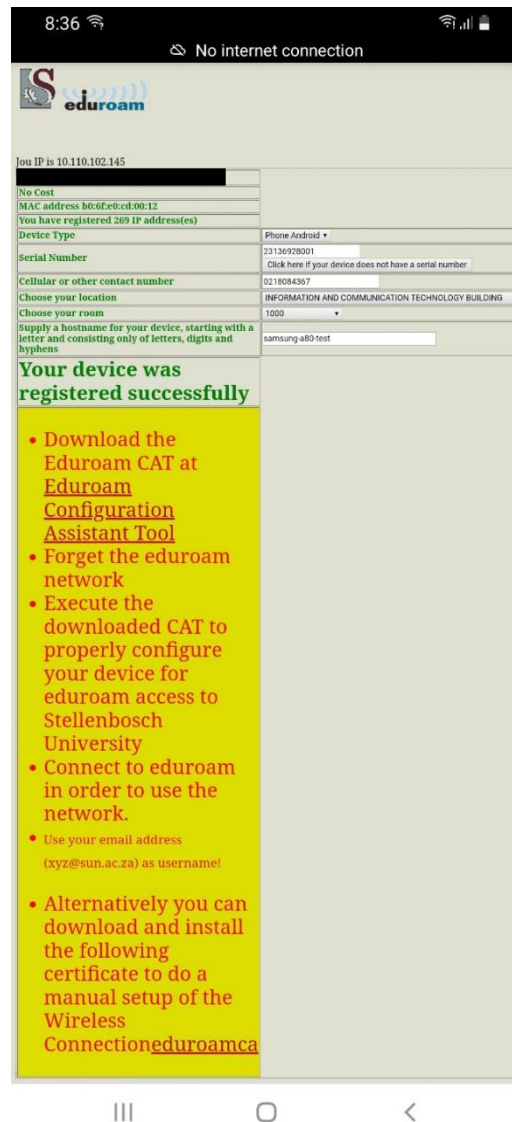 8:36
No internet connection
eduroam
Jou IP is 10.110.102.145
No Cost
MAC address b0:6f:e0:cd:00:12
You have registered 269 IP address(es)
Device Type Phone Android
Serial Number 23136928001
Click here if your device does not have a serial number
Cellular or other contact number 0218084367
Choose your location INFORMATION AND COMMUNICATION TECHNOLOGY BUILDING
Choose your room 1000
Supply a hostname for your device, starting with a
letter and consisting only of letters, digits and
hyphens
samsung-a80-test
Your device was
registered successfully
• Download the
Eduroam CAT at
Eduroam
Configuration
Assistant Tool
• Forget the eduroam
network
• Execute the
downloaded CAT to
properly configure
your device for
eduroam access to
Stellenbosch
University
• Connect to eduroam
in order to use the
network.
• Use your email address
(xyz@sun.ac.za) as username!
• Alternatively you can
download and install
the following
certificate to do a
manual setup of the
Wireless
Connectioneduroamca